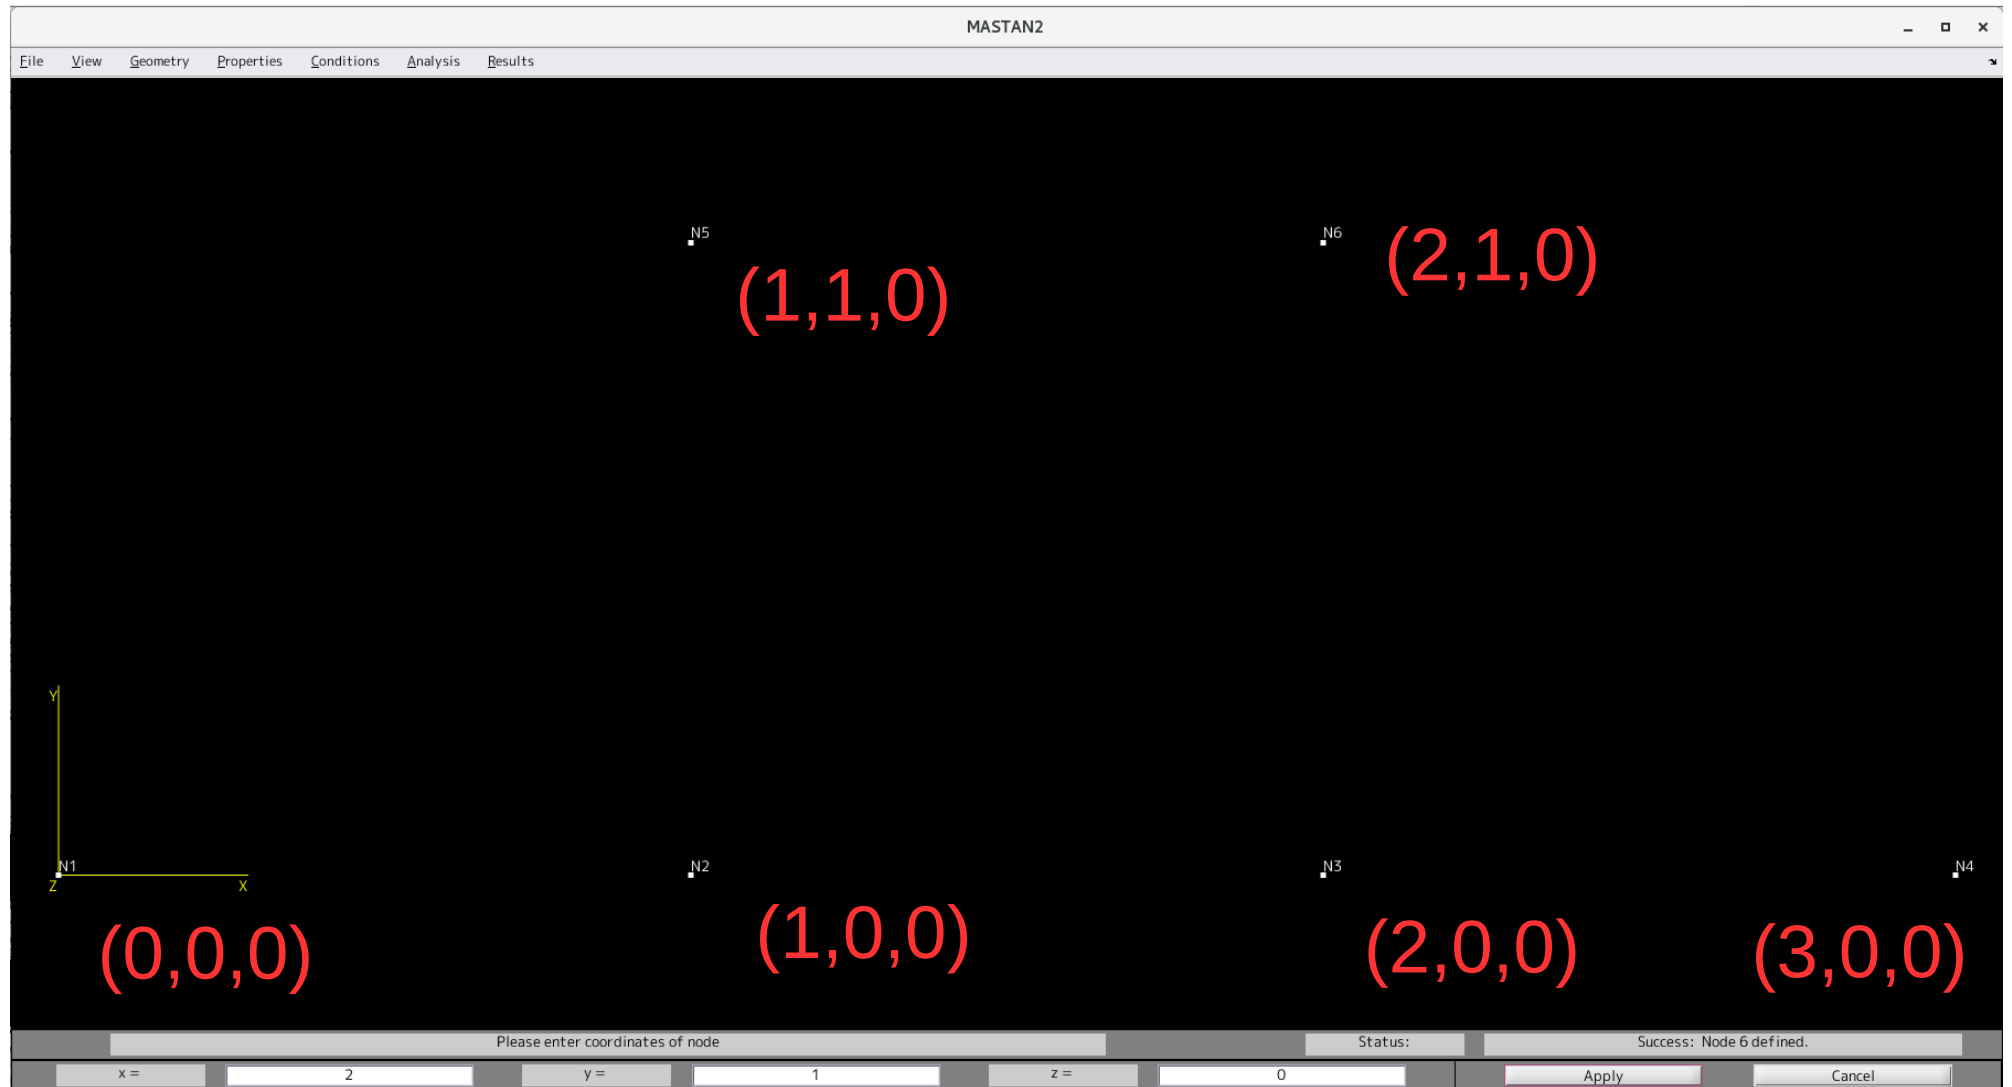 MASTAN2
File View Geometry Properties Conditions Analysis Results
N5 N6
(1,1,0) (2,1,0)
Y
N1 N2 N3 N4
Z X
(0,0,0) (1,0,0) (2,0,0) (3,0,0)
Please enter coordinates of node Status: Success: Node 6 defined.
x = 2 y = 1 z = 0 Apply Cancel